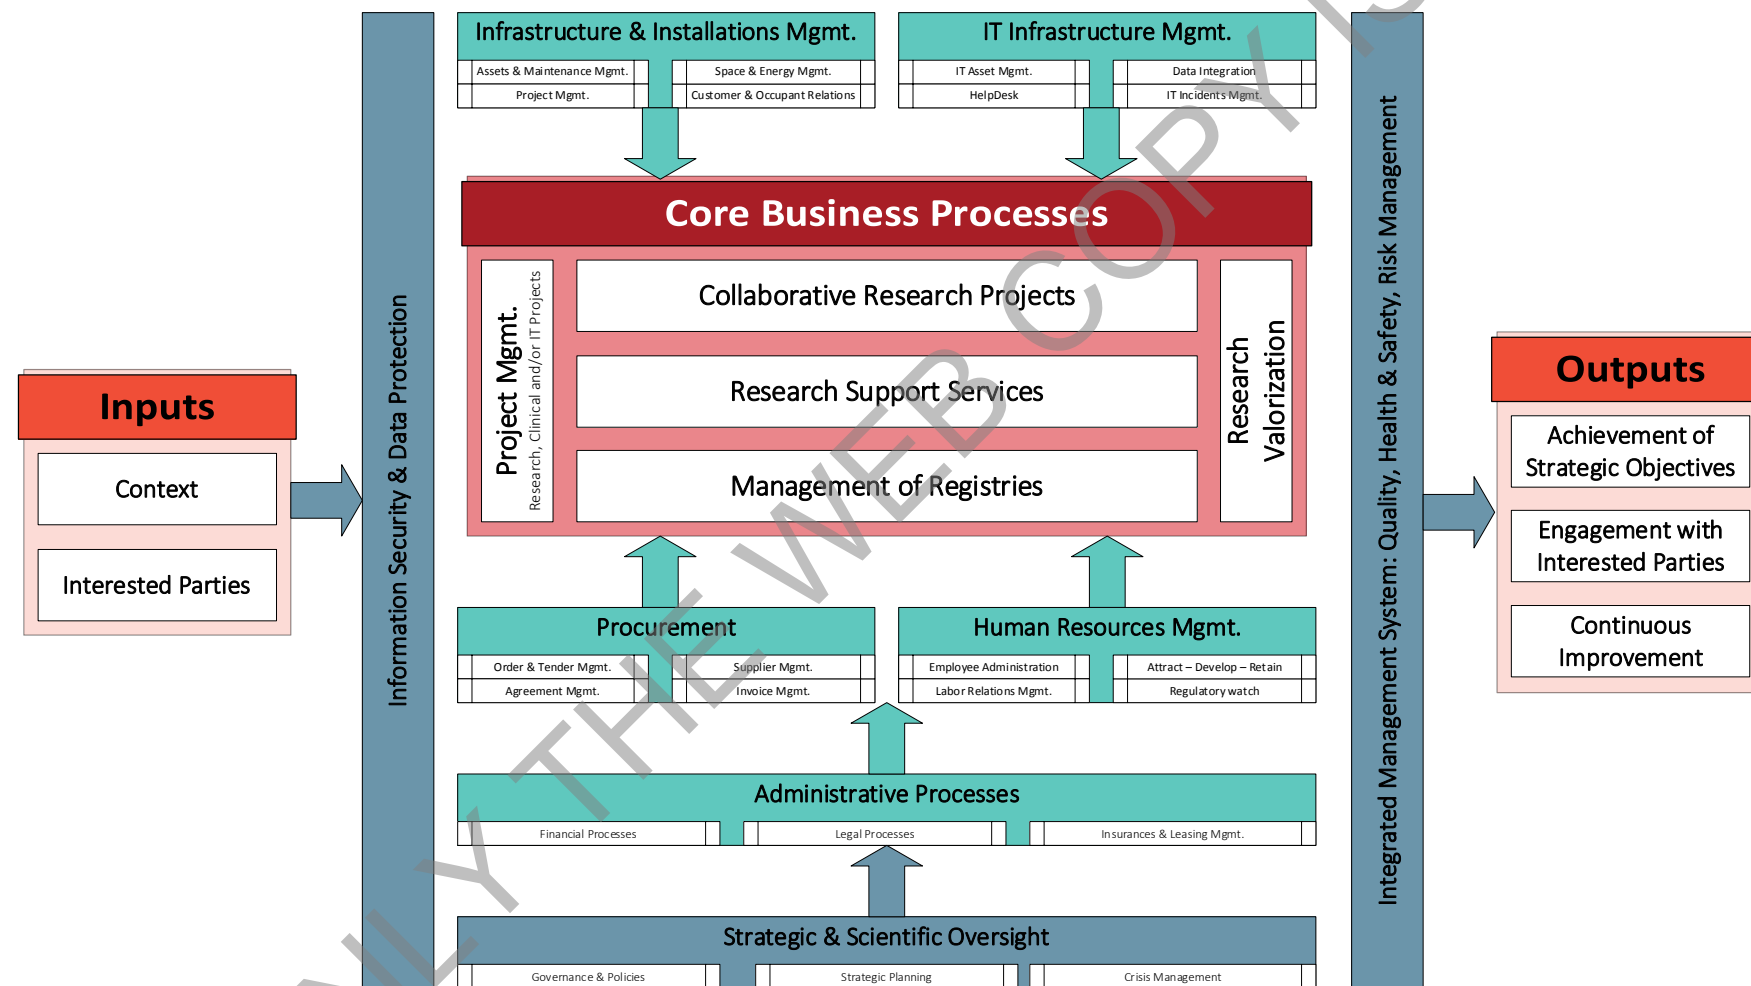 Infrastructure & Installations Mgmt.
Assets & Maintenance Mgmt.
Space & Energy Mgmt.
Project Mgmt.
Customer & Occupant Relations
IT Infrastructure Mgmt.
IT Asset Mgmt.
Data Integration
HelpDesk
IT Incidents Mgmt.
Inputs
Context
Interested Parties
Information Security & Data Protection
Core Business Processes
Project Mgmt.
Research, Clinical and/or IT Projects
Collaborative Research Projects
Research Support Services
Management of Registries
Research
Valorization
Procurement
Order & Tender Mgmt.
Supplier Mgmt.
Agreement Mgmt.
Invoice Mgmt.
Human Resources Mgmt.
Employee Administration
Attract – Develop – Retain
Labor Relations Mgmt.
Regulatory watch
Administrative Processes
Financial Processes
Legal Processes
Insurances & Leasing Mgmt.
Strategic & Scientific Oversight
Governance & Policies
Strategic Planning
Crisis Management
Integrated Management System: Quality, Health & Safety, Risk Management
Outputs
Achievement of
Strategic Objectives
Engagement with
Interested Parties
Continuous
Improvement
THE WEB COPY